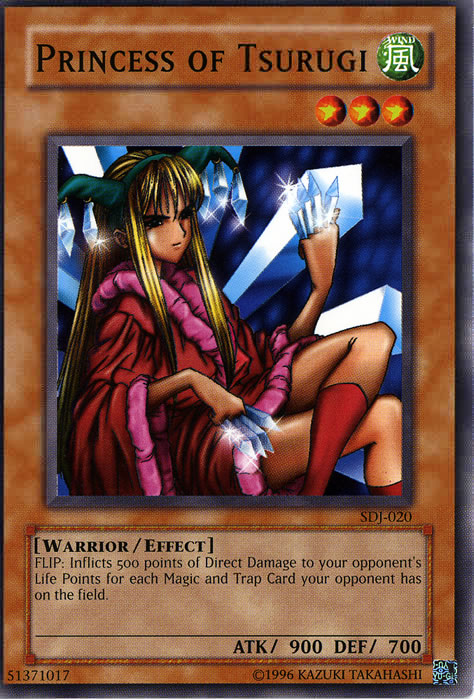 PRINCESS OF TSURUGI
WIND
風
SDJ-020
[WARRIOR/EFFECT]
FLIP: Inflicts 500 points of Direct Damage to your opponent's
Life Points for each Magic and Trap Card your opponent has
on the field.
ATK/ 900 DEF/ 700
51371017
©1996 KAZUKI TAKAHASHI